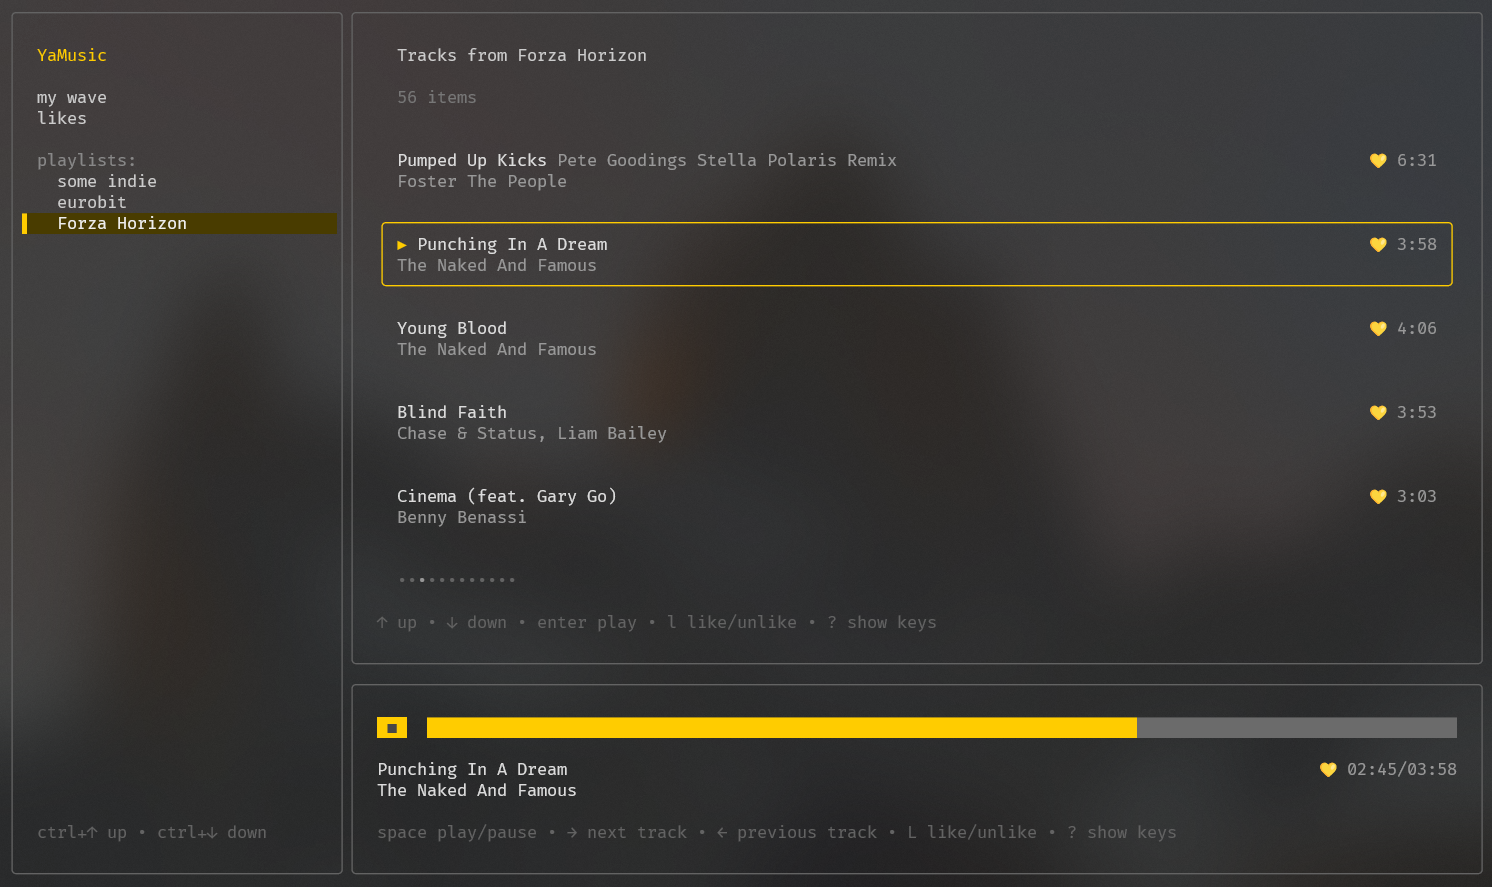 YaMusic
my wave
likes
playlists:
some indie
eurobit
Forza Horizon
ctrl+↑ up • ctrl+↓ down
Tracks from Forza Horizon
56 items
Pumped Up Kicks Pete Goodings Stella Polaris Remix 💛 6:31
Foster The People
▶ Punching In A Dream 💛 3:58
The Naked And Famous
Young Blood 💛 4:06
The Naked And Famous
Blind Faith 💛 3:53
Chase & Status, Liam Bailey
Cinema (feat. Gary Go) 💛 3:03
Benny Benassi
••••••••••••
↑ up • ↓ down • enter play • l like/unlike • ? show keys
Punching In A Dream 💛 02:45/03:58
The Naked And Famous
space play/pause • → next track • ← previous track • L like/unlike • ? show keys